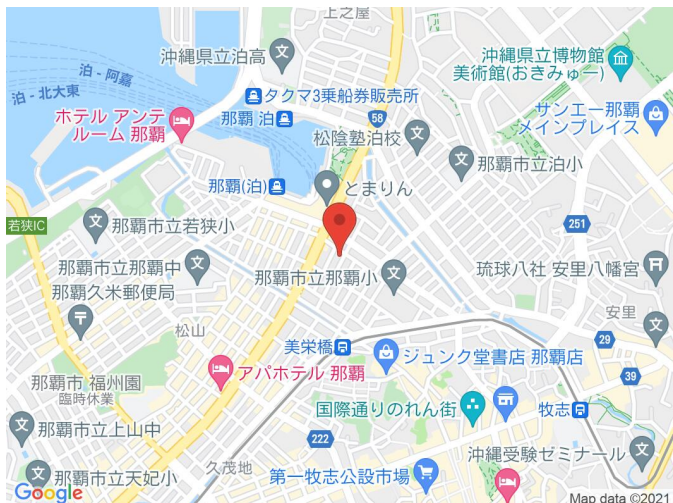 上之屋
沖縄県立泊高
沖縄県立博物館
美術館(おきみゅー)
泊 - 阿嘉
泊 - 北大東
タクマ3乗船券販売所
58
サンエー那覇
メインプレイス
ホテル アンテ
ルーム 那覇
那覇 泊
松陰塾泊校
那覇市立泊小
那覇(泊)
とまりん
若狭IC
那覇市立若狭小
251
那覇市立那覇中
那覇市立那覇小
琉球八社 安里八幡宮
那覇久米郵便局
安里
松山
美栄橋
29
ジュンク堂書店 那覇店
アパホテル 那覇
39
那覇市 福州園
臨時休業
国際通りのれん街
牧志
那覇市立上山中
222
久茂地
沖縄受験ゼミナール
那覇市立天妃小
第一牧志公設市場
Google
Map data ©2021